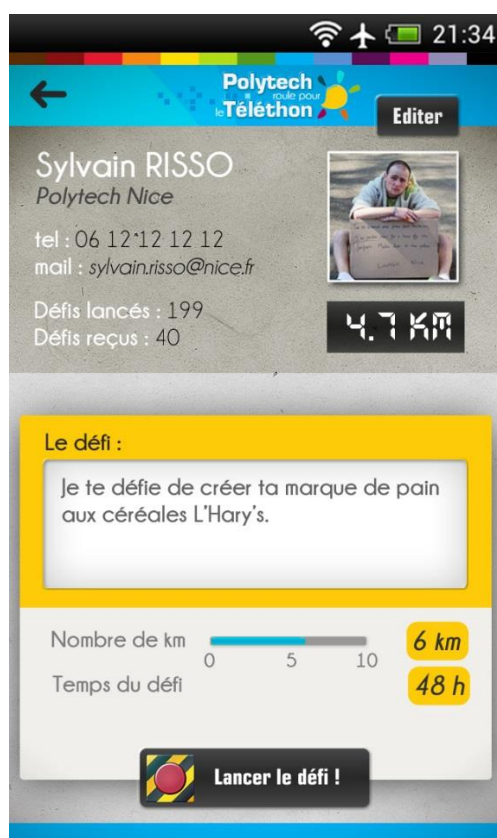 21:34
Polytech
roule pour
le Téléthon
Editer
Sylvain RISSO
Polytech Nice
tel : 06 12 12 12 12
mail : sylvain.risso@nice.fr
Défis lancés : 199
Défis reçus : 40
4.7 KM
Le défi :
Je te défie de créer ta marque de pain
aux céréales L'Hary's.
Nombre de km
0 5 10
6 km
Temps du défi
48 h
Lancer le défi !